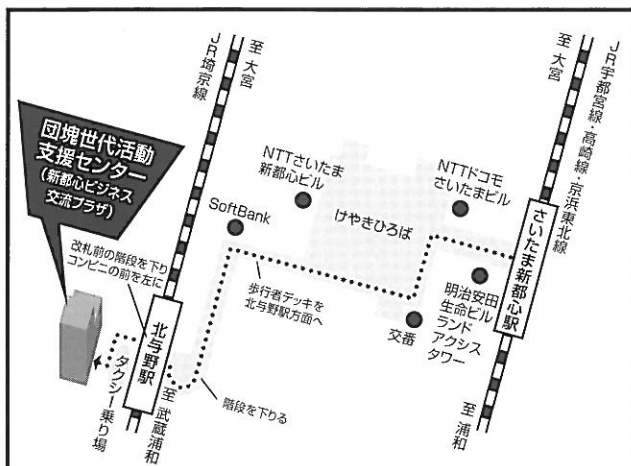 JR埼京線
至 大宮
至 大宮
JR宇都宮線・高崎線・京浜東北線
団塊世代活動
支援センター
(新都心ビジネス
交流プラザ)
NTTさいたま
新都心ビル
NTTドコモ
さいたまビル
SoftBank
けやきひろば
さいたま新都心駅
改札前の階段を下り
コンビニの前を左に
歩行者デッキを
北与野駅方面へ
明治安田
生命ビル
ランド
アクシス
タワー
交番
北与野駅
タクシー乗り場
階段を下りる
至 武蔵浦和
至 浦和